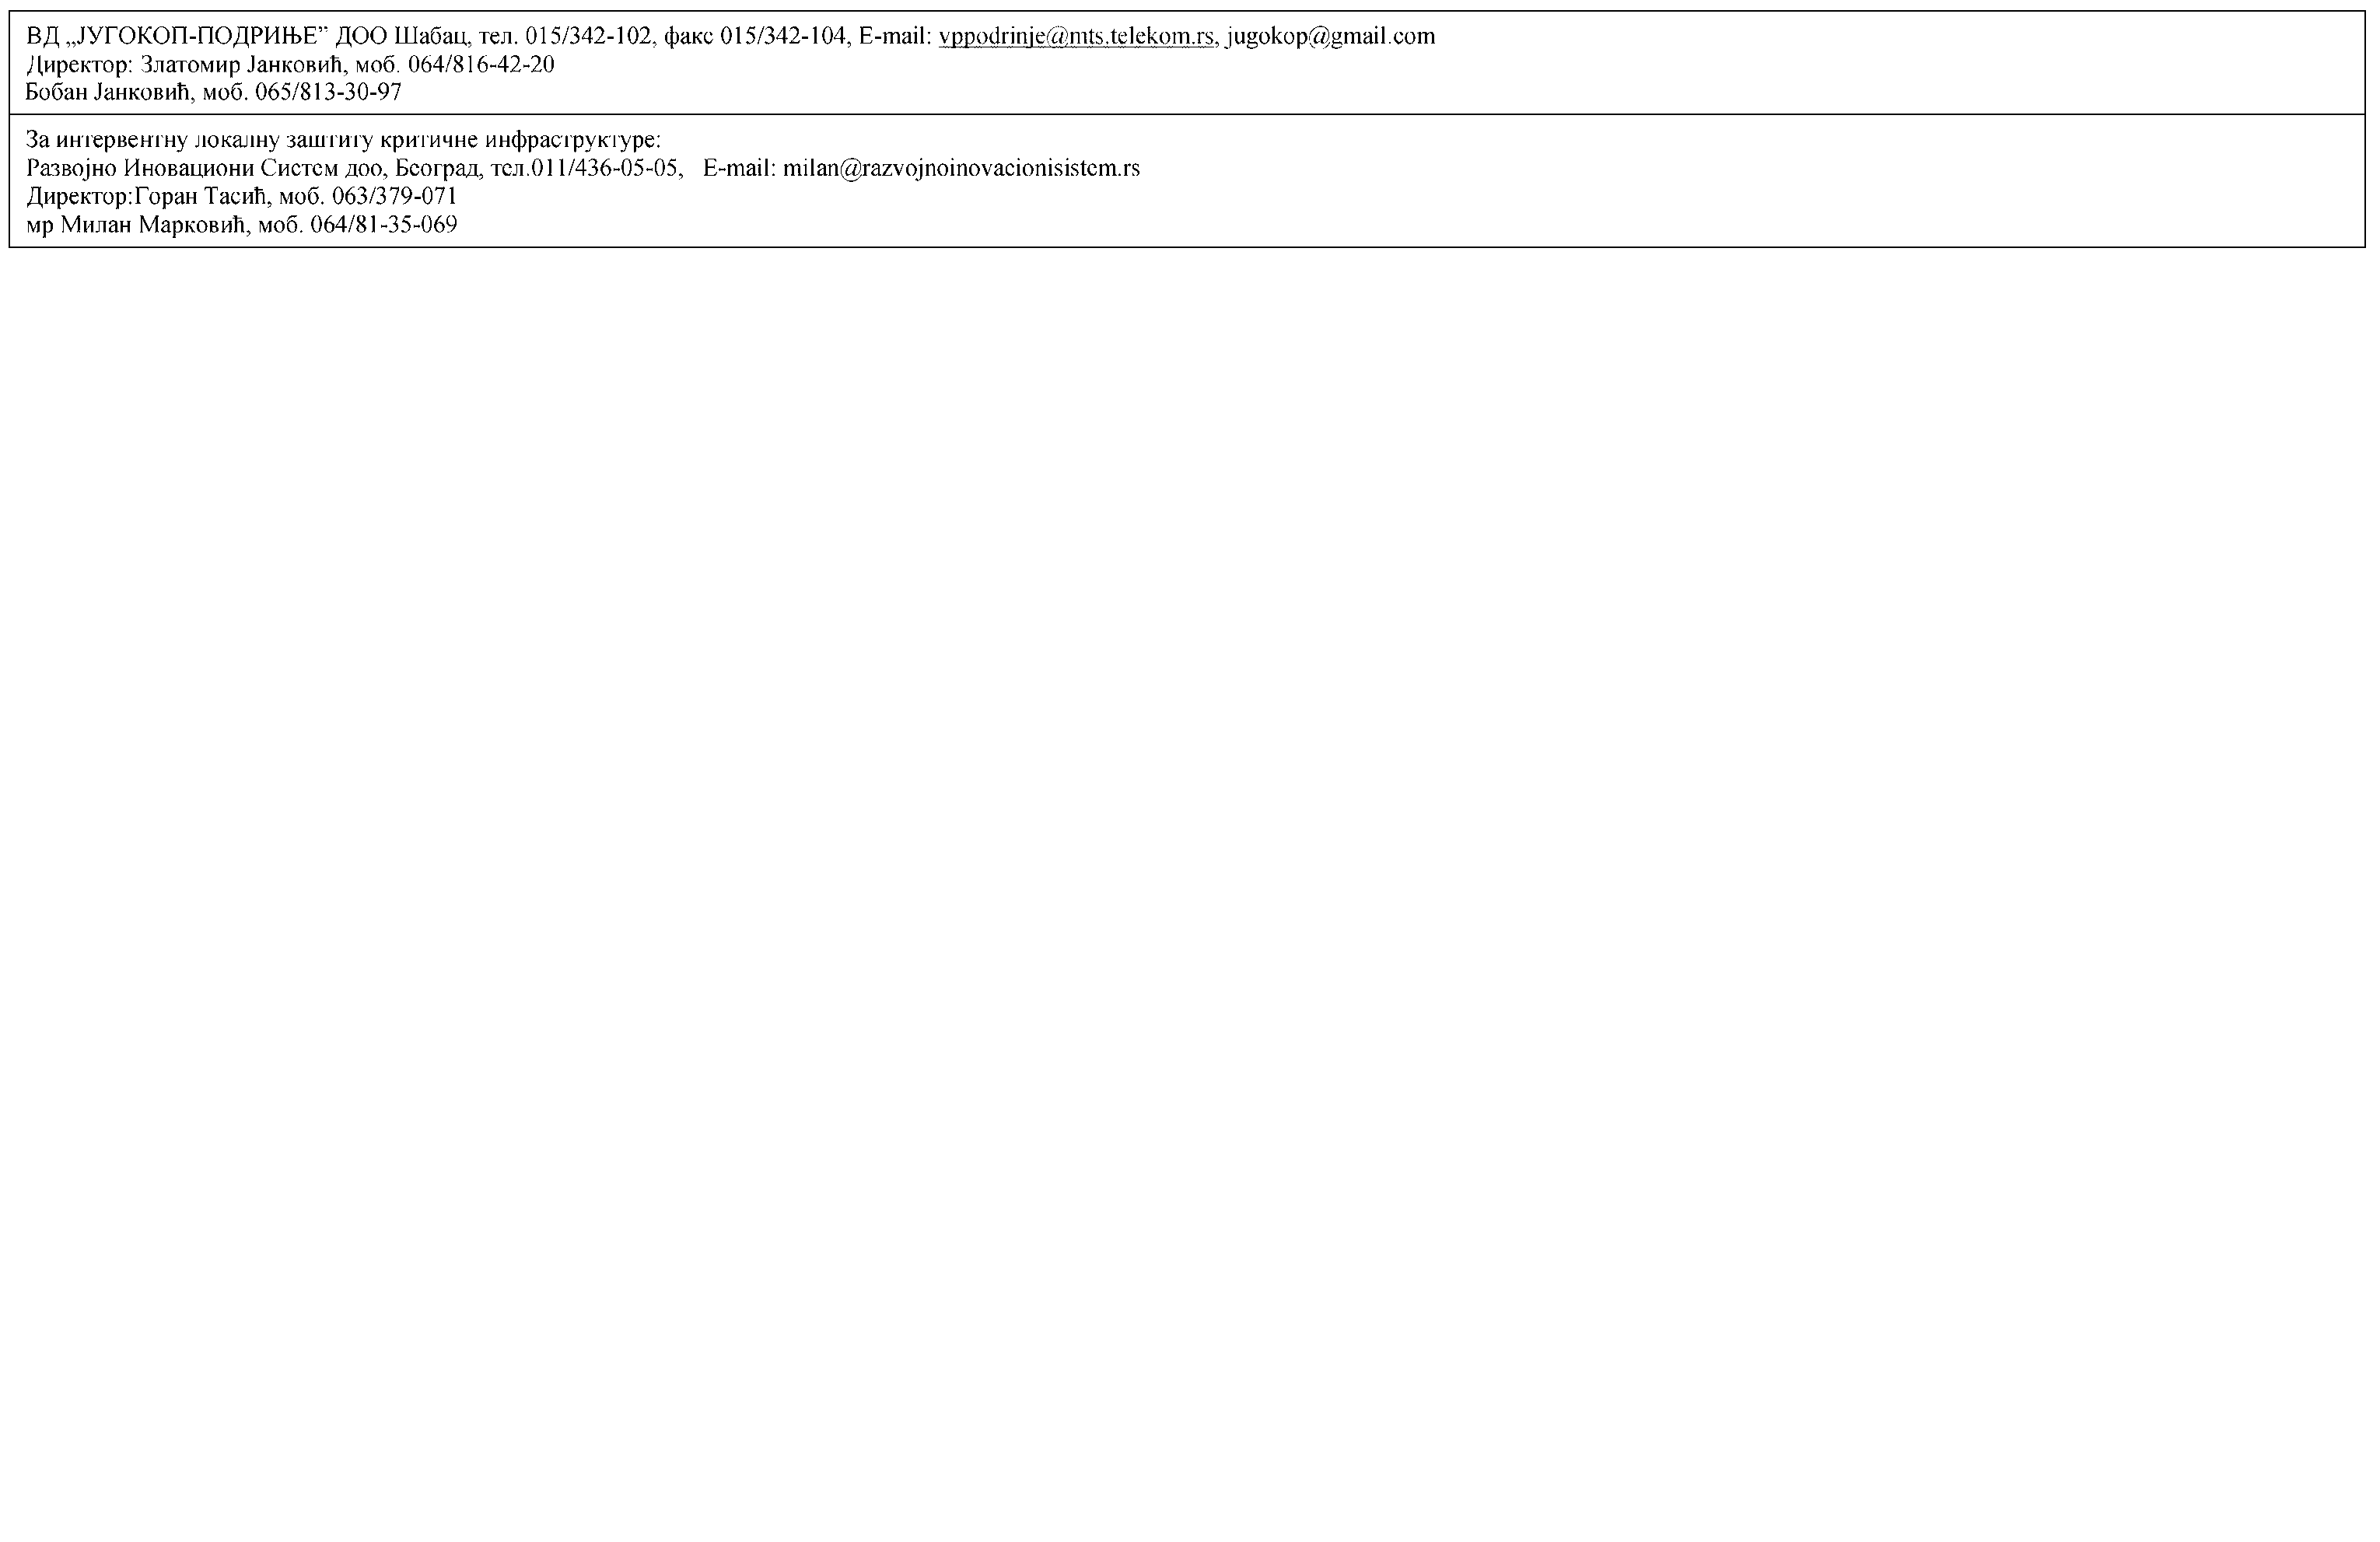 ВД „ЈУГОКОП-ПОДРИЊЕ” ДОО Шабац, тел. 015/342-102, факс 015/342-104, E-mail: vppodrinje@mts.telekom.rs, jugokop@gmail.com
Директор: Златомир Јанковић, моб. 064/816-42-20
Бобан Јанковић, моб. 065/813-30-97
За интервентну локалну заштиту критичне инфраструктуре:
Развојно Иновациони Систем доо, Београд, тел.011/436-05-05, E-mail: milan@razvojnoinovacionisistem.rs
Директор:Горан Тасић, моб. 063/379-071
мр Милан Марковић, моб. 064/81-35-069